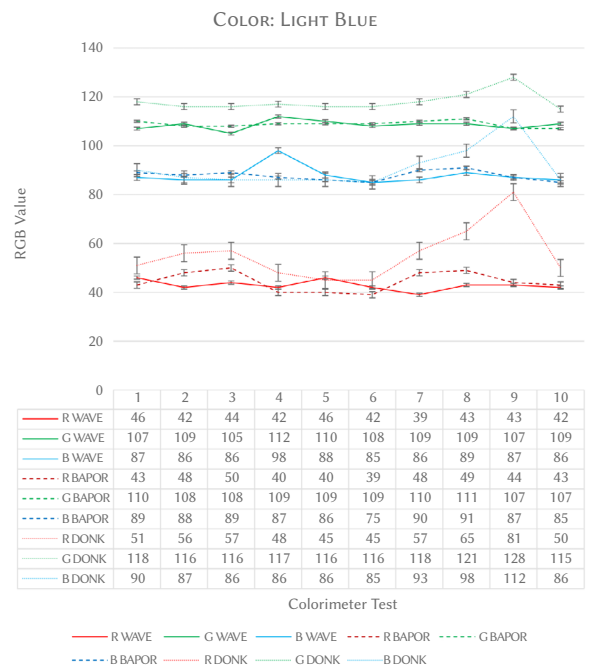 COLOR: LIGHT BLUE
140
120
100
80
60
40
20
0
RGB Value
1 2 3 4 5 6 7 8 9 10
R WAVE 46 42 44 42 46 42 39 43 43 42
G WAVE 107 109 105 112 110 108 109 109 107 109
B WAVE 87 86 86 98 88 85 86 89 87 86
R BAPOR 43 48 50 40 40 39 48 49 44 43
G BAPOR 110 108 108 109 109 109 110 111 107 107
B BAPOR 89 88 89 87 86 75 90 91 87 85
R DONK 51 56 57 48 45 45 57 65 81 50
G DONK 118 116 116 117 116 116 118 121 128 115
B DONK 90 87 86 86 86 85 93 98 112 86
Colorimeter Test
R WAVE G WAVE B WAVE R BAPOR G BAPOR
B BAPOR R DONK G DONK B DONK